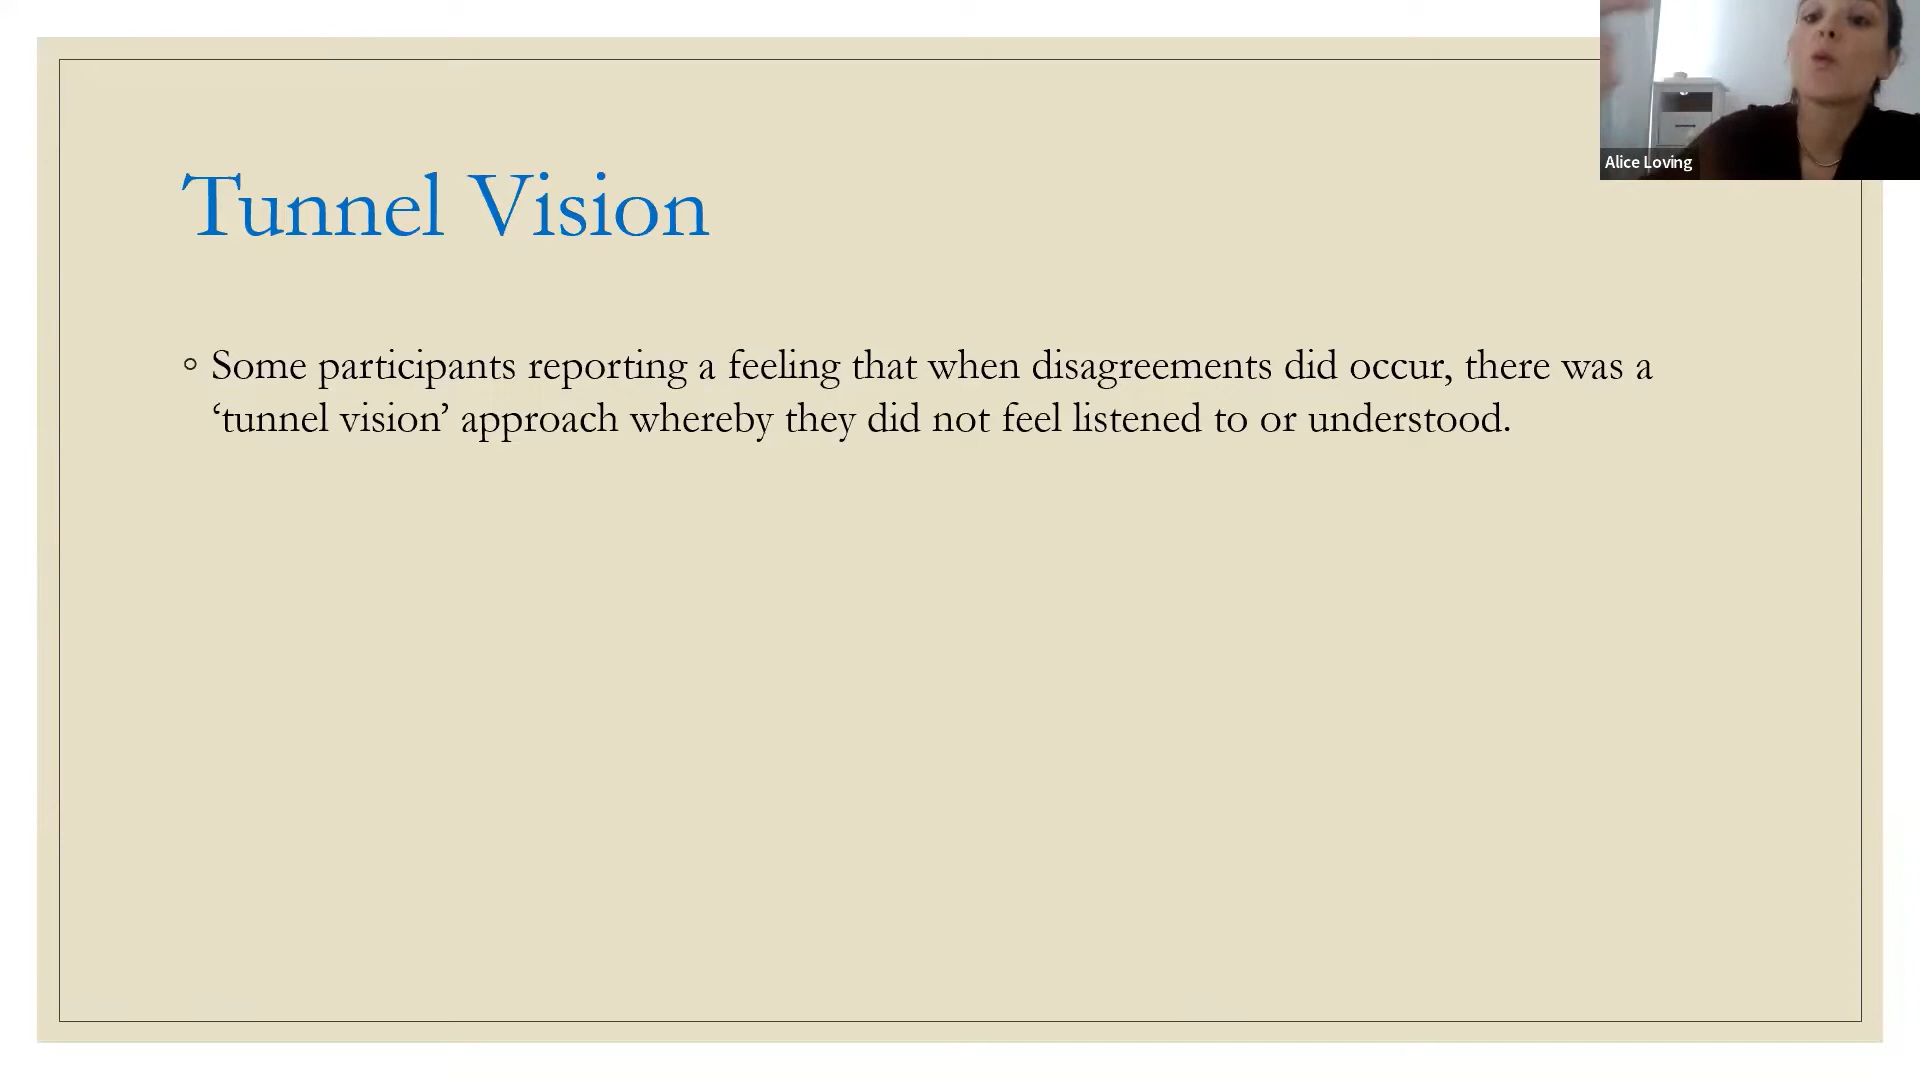 Tunnel Vision
◦ Some participants reporting a feeling that when disagreements did occur, there was a
‘tunnel vision’ approach whereby they did not feel listened to or understood.
Alice Loving